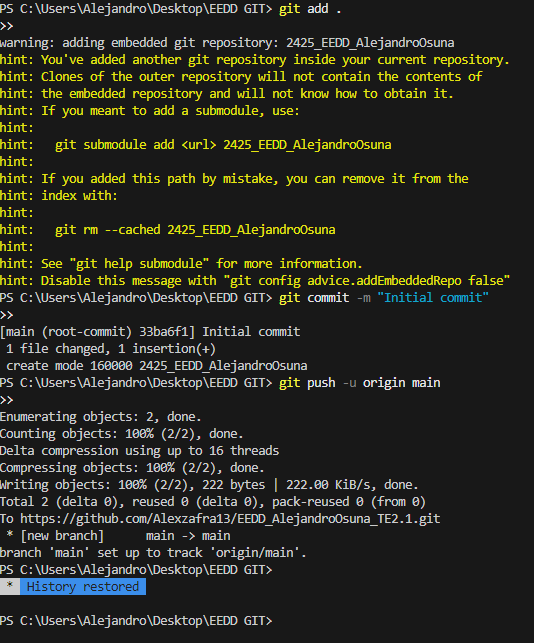 PS C:\Users\Alejandro\Desktop\EEDD GIT> git add .
>>
warning: adding embedded git repository: 2425_EEDD_AlejandroOsuna
hint: You've added another git repository inside your current repository.
hint: Clones of the outer repository will not contain the contents of
hint: the embedded repository and will not know how to obtain it.
hint: If you meant to add a submodule, use:
hint:
hint:   git submodule add <url> 2425_EEDD_AlejandroOsuna
hint:
hint: If you added this path by mistake, you can remove it from the
hint: index with:
hint:
hint:   git rm --cached 2425_EEDD_AlejandroOsuna
hint:
hint: See "git help submodule" for more information.
hint: Disable this message with "git config advice.addEmbeddedRepo false"
PS C:\Users\Alejandro\Desktop\EEDD GIT> git commit -m "Initial commit"
>>
[main (root-commit) 33ba6f1] Initial commit
 1 file changed, 1 insertion(+)
 create mode 160000 2425_EEDD_AlejandroOsuna
PS C:\Users\Alejandro\Desktop\EEDD GIT> git push -u origin main
>>
Enumerating objects: 2, done.
Counting objects: 100% (2/2), done.
Delta compression using up to 16 threads
Compressing objects: 100% (2/2), done.
Writing objects: 100% (2/2), 222 bytes | 222.00 KiB/s, done.
Total 2 (delta 0), reused 0 (delta 0), pack-reused 0 (from 0)
To https://github.com/Alexzafra13/EEDD_AlejandroOsuna_TE2.1.git
 * [new branch]      main -> main
branch 'main' set up to track 'origin/main'.
PS C:\Users\Alejandro\Desktop\EEDD GIT>
 * History restored
PS C:\Users\Alejandro\Desktop\EEDD GIT>